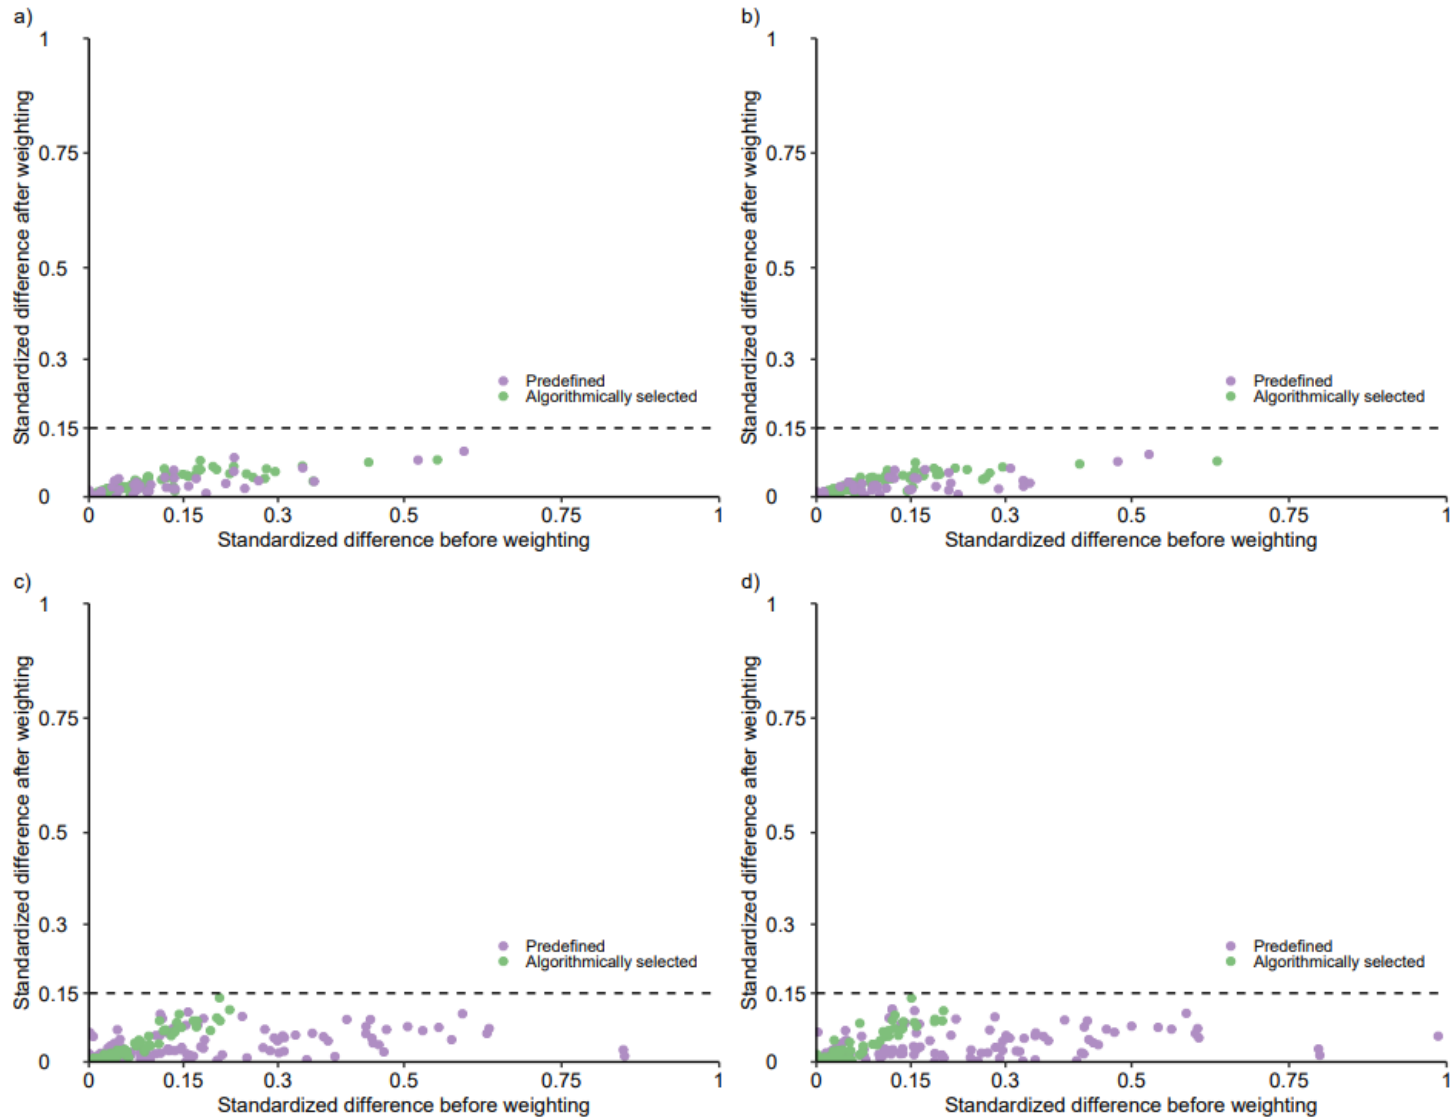 a)
1
0.75
0.5
0.3
0.15
0
Standardized difference after weighting
Predefined
Algorithmically selected
0 0.15 0.3 0.5 0.75 1
Standardized difference before weighting
b)
1
0.75
0.5
0.3
0.15
0
Standardized difference after weighting
Predefined
Algorithmically selected
0 0.15 0.3 0.5 0.75 1
Standardized difference before weighting
c)
1
0.75
0.5
0.3
0.15
0
Standardized difference after weighting
Predefined
Algorithmically selected
0 0.15 0.3 0.5 0.75 1
Standardized difference before weighting
d)
1
0.75
0.5
0.3
0.15
0
Standardized difference after weighting
Predefined
Algorithmically selected
0 0.15 0.3 0.5 0.75 1
Standardized difference before weighting